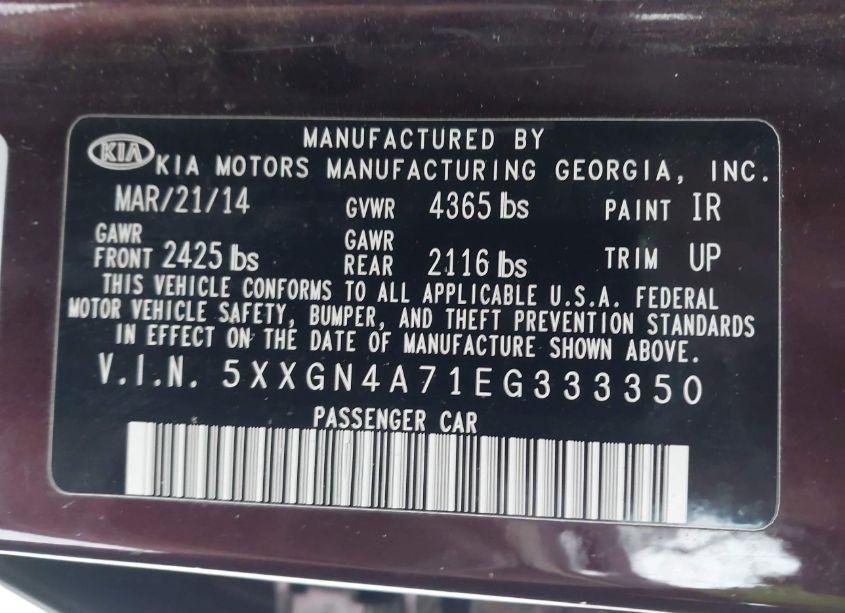 MANUFACTURED BY
KIA KIA MOTORS MANUFACTURING GEORGIA, INC.
MAR/21/14 GVWR 4365 lbs PAINT IR
GAWR FRONT 2425 lbs GAWR REAR 2116 lbs TRIM UP
THIS VEHICLE CONFORMS TO ALL APPLICABLE U.S.A. FEDERAL
MOTOR VEHICLE SAFETY, BUMPER, AND THEFT PREVENTION STANDARDS
IN EFFECT ON THE DATE OF MANUFACTURE SHOWN ABOVE.
V.I.N. 5XXGN4A71EG333350
PASSENGER CAR